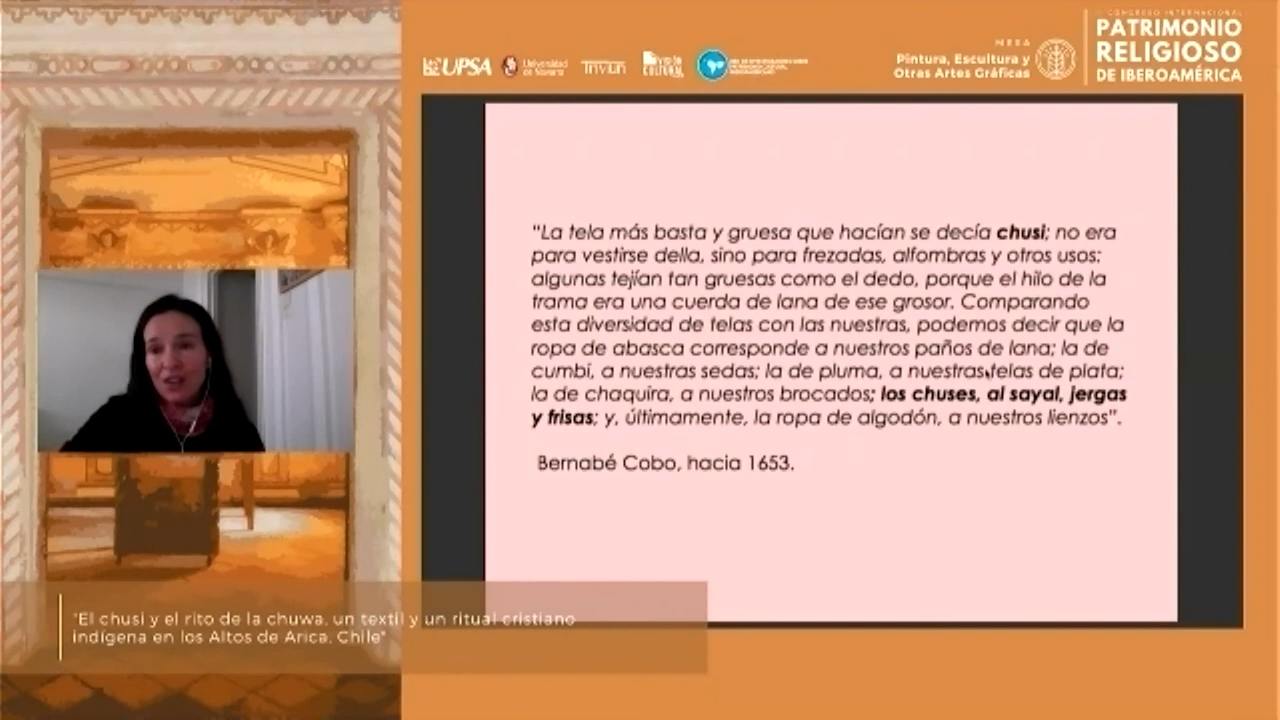 UPSA
Universidad
de Navarra
TriviUn
VISIÓN
CULTURAL
MESA
Pintura, Escultura y
Otras Artes Gráficas
CONGRESO INTERNACIONAL
PATRIMONIO
RELIGIOSO
DE IBEROAMÉRICA
“La tela más basta y gruesa que hacían se decía chusi; no era
para vestirse della, sino para frezadas, alfombras y otros usos;
algunas tejían tan gruesas como el dedo, porque el hilo de la
trama era una cuerda de lana de ese grosor. Comparando
esta diversidad de telas con las nuestras, podemos decir que la
ropa de abasca corresponde a nuestros paños de lana; la de
cumbi, a nuestras sedas; la de pluma, a nuestras telas de plata;
la de chaquira, a nuestros brocados; los chuses, al sayal, jergas
y frisas; y, últimamente, la ropa de algodón, a nuestros lienzos”.
Bernabé Cobo, hacia 1653.
"El chusi y el rito de la chuwa, un textil y un ritual cristiano
indígena en los Altos de Arica, Chile"